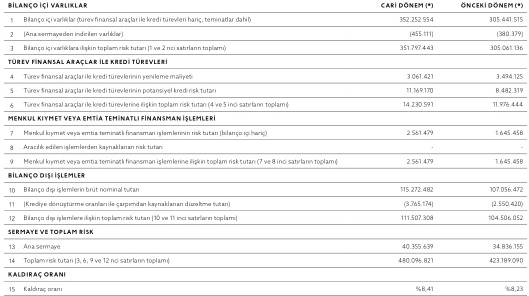 BİLANÇO İÇİ VARLIKLAR CARİ DÖNEM (*) ÖNCEKİ DÖNEM (*)
1 Bilanço içi varlıklar (türev finansal araçlar ile kredi türevleri hariç, teminatlar dahil) 352.252.554 305.441.515
2 (Ana sermayeden indirilen varlıklar) (455.111) (380.379)
3 Bilanço içi varlıklara ilişkin toplam risk tutarı (1 ve 2 nci satırların toplamı) 351.797.443 305.061.136
TÜREV FİNANSAL ARAÇLAR İLE KREDİ TÜREVLERİ
4 Türev finansal araçlar ile kredi türevlerinin yenileme maliyeti 3.061.421 3.494.125
5 Türev finansal araçlar ile kredi türevlerinin potansiyel kredi risk tutarı 11.169.170 8.482.319
6 Türev finansal araçlar ile kredi türevlerine ilişkin toplam risk tutarı (4 ve 5 inci satırların toplamı) 14.230.591 11.976.444
MENKUL KIYMET VEYA EMTİA TEMİNATLI FİNANSMAN İŞLEMLERİ
7 Menkul kıymet veya emtia teminatlı finansman işlemlerinin risk tutarı (bilanço içi hariç) 2.561.479 1.645.458
8 Aracılık edilen işlemlerden kaynaklanan risk tutarı - -
9 Menkul kıymet veya emtia teminatlı finansman işlemlerine ilişkin toplam risk tutarı (7 ve 8 inci satırların toplamı) 2.561.479 1.645.458
BİLANÇO DIŞI İŞLEMLER
10 Bilanço dışı işlemlerin brüt nominal tutarı 115.272.482 107.056.472
11 (Krediye dönüştürme oranları ile çarpımdan kaynaklanan düzeltme tutarı) (3.765.174) (2.550.420)
12 Bilanço dışı işlemlere ilişkin toplam risk tutarı (10 ve 11 inci satırların toplamı) 111.507.308 104.506.052
SERMAYE VE TOPLAM RİSK
13 Ana sermaye 40.355.639 34.836.155
14 Toplam risk tutarı (3, 6, 9 ve 12 nci satırların toplamı) 480.096.821 423.189.090
KALDIRAÇ ORANI
15 Kaldıraç oranı %8,41 %8,23